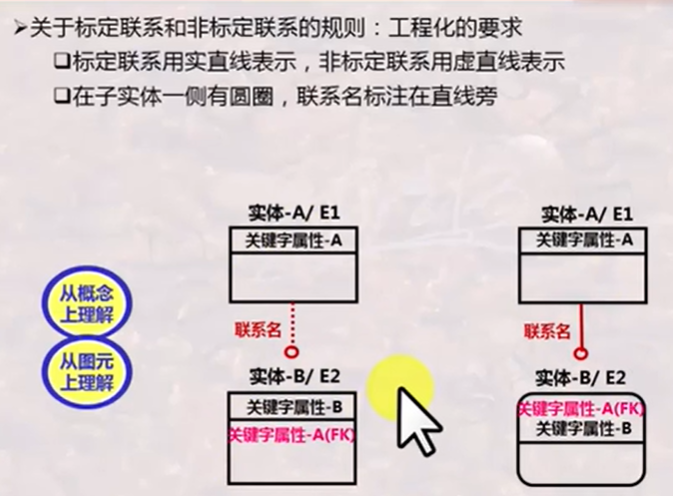 ➢关于标定联系和非标定联系的规则：工程化的要求
❑标定联系用实直线表示，非标定联系用虚直线表示
❑在子实体一侧有圆圈，联系名标注在直线旁
实体-A/ E1
关键字属性-A
联系名
实体-B/ E2
关键字属性-B
关键字属性-A(FK)
实体-A/ E1
关键字属性-A
联系名
实体-B/ E2
关键字属性-A(FK)
关键字属性-B
从概念
上理解
从图元
上理解